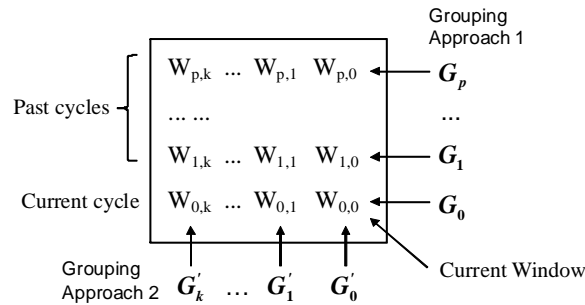 Grouping
Approach 1
W_{p,k} ... W_{p,1} W_{p,0} G_p
Past cycles
... ... ...
W_{1,k} ... W_{1,1} W_{1,0} G_1
Current cycle W_{0,k} ... W_{0,1} W_{0,0} G_0
Grouping
Approach 2 G'_k ... G'_1 G'_0
Current Window